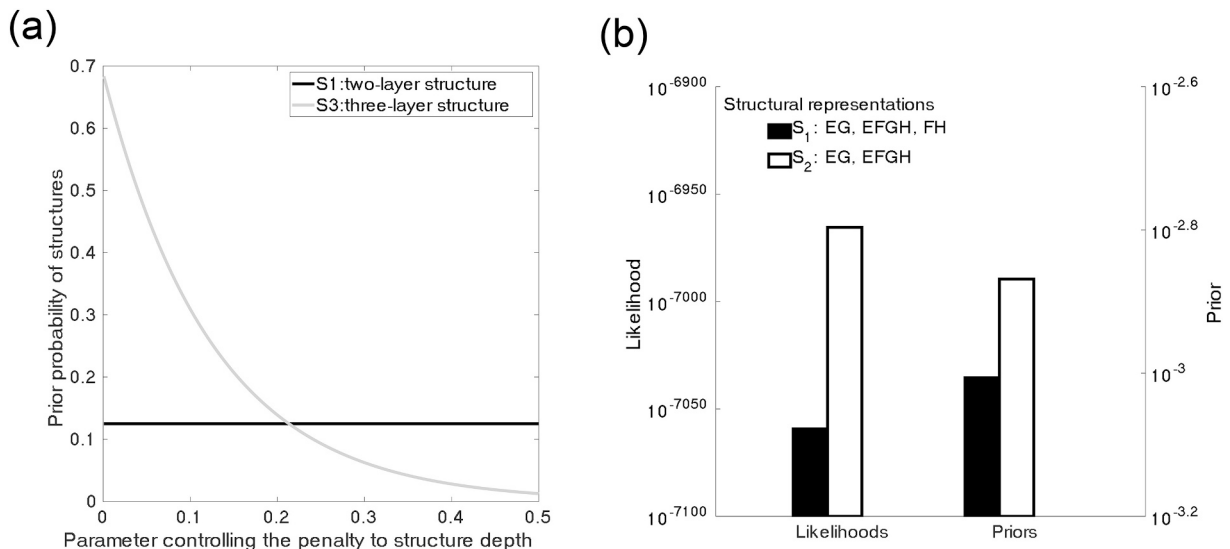 (a)
0.7
0.6
0.5
0.4
0.3
0.2
0.1
0
Prior probability of structures
S1:two-layer structure
S3:three-layer structure
0 0.1 0.2 0.3 0.4 0.5
Parameter controlling the penalty to structure depth
(b)
10^-6900
10^-6950
10^-7000
10^-7050
10^-7100
Likelihood
Structural representations
S_1: EG, EFGH, FH
S_2: EG, EFGH
Likelihoods Priors
10^-2.6
10^-2.8
10^-3
10^-3.2
Prior